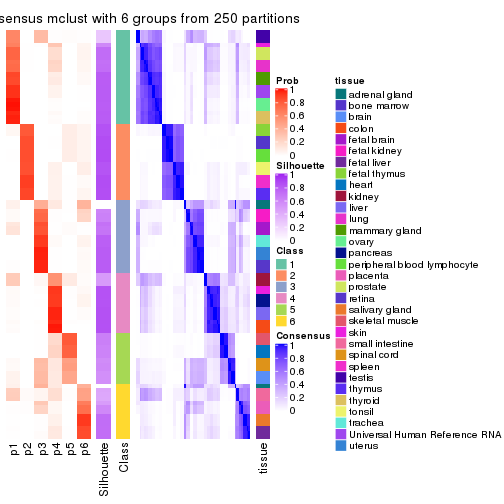 sensus mclust with 6 groups from 250 partitions
Prob
1
0.8
0.6
0.4
0.2
0
Silhouette
1
0.8
0.6
0.4
0.2
0
Class
1
2
3
4
5
6
Consensus
1
0.8
0.6
0.4
0.2
0
tissue
adrenal gland
bone marrow
brain
colon
fetal brain
fetal kidney
fetal liver
fetal thymus
heart
kidney
liver
lung
mammary gland
ovary
pancreas
peripheral blood lymphocyte
placenta
prostate
retina
salivary gland
skeletal muscle
skin
small intestine
spinal cord
spleen
testis
thymus
thyroid
tonsil
trachea
Universal Human Reference RNA
uterus
p1
p2
p3
p4
p5
p6
Silhouette
Class
tissue